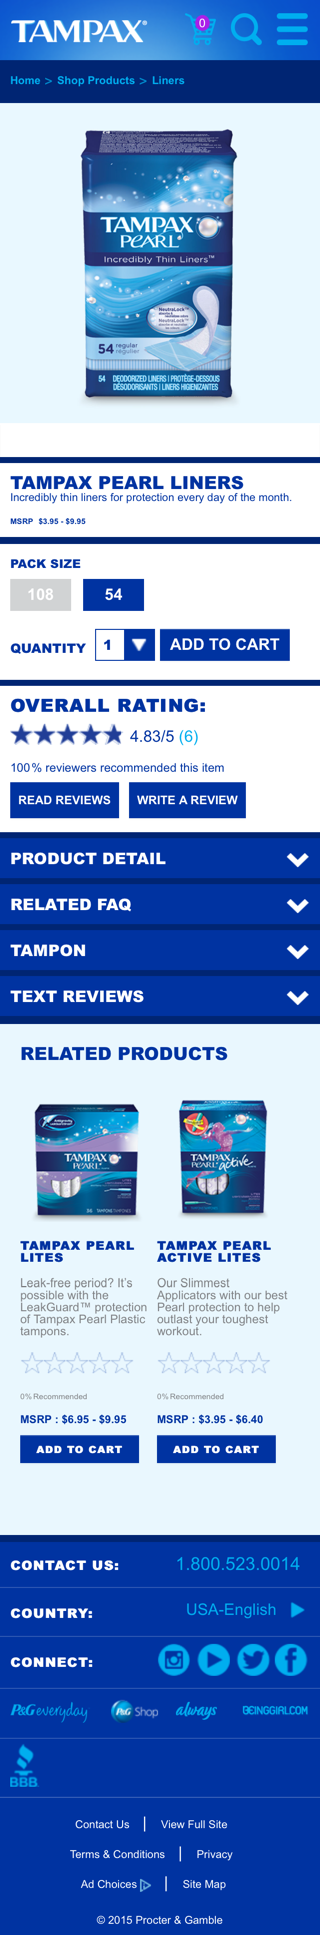 TAMPAX®
0
Home > Shop Products > Liners
TAMPAX
PEARL®
Incredibly Thin Liners™
NeutraLock™
NeutraLock™
54 regular
régulier
54 DEODORIZED LINERS | PROTÈGE-DESSOUS
DÉSODORISANTS | LINERS HIGIENIZANTES
TAMPAX PEARL LINERS
Incredibly thin liners for protection every day of the month.
MSRP $3.95 - $9.95
PACK SIZE
108 54
QUANTITY 1 ADD TO CART
OVERALL RATING:
4.83/5 (6)
100% reviewers recommended this item
READ REVIEWS WRITE A REVIEW
PRODUCT DETAIL
RELATED FAQ
TAMPON
TEXT REVIEWS
RELATED PRODUCTS
TAMPAX
PEARL
TAMPAX
PEARL active
TAMPAX PEARL
LITES
Leak-free period? It's
possible with the
LeakGuard™ protection
of Tampax Pearl Plastic
tampons.
0% Recommended
MSRP : $6.95 - $9.95
ADD TO CART
TAMPAX PEARL
ACTIVE LITES
Our Slimmest
Applicators with our best
Pearl protection to help
outlast your toughest
workout.
0% Recommended
MSRP : $3.95 - $6.40
ADD TO CART
CONTACT US: 1.800.523.0014
COUNTRY: USA-English
CONNECT:
P&G everyday P&G Shop always BEINGGIRL.COM
BBB
Contact Us | View Full Site
Terms & Conditions | Privacy
Ad Choices | Site Map
© 2015 Procter & Gamble